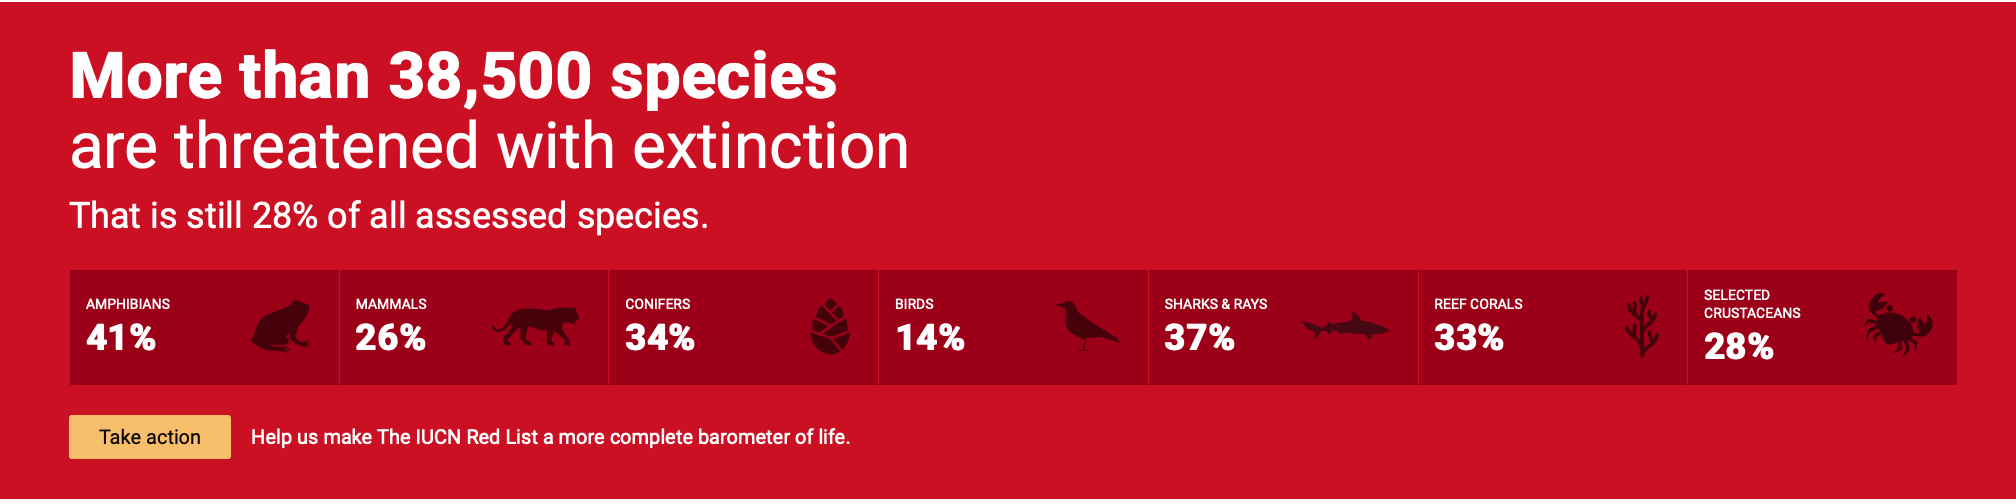 More than 38,500 species
are threatened with extinction
That is still 28% of all assessed species.
AMPHIBIANS
41%
MAMMALS
26%
CONIFERS
34%
BIRDS
14%
SHARKS & RAYS
37%
REEF CORALS
33%
SELECTED
CRUSTACEANS
28%
Take action
Help us make The IUCN Red List a more complete barometer of life.